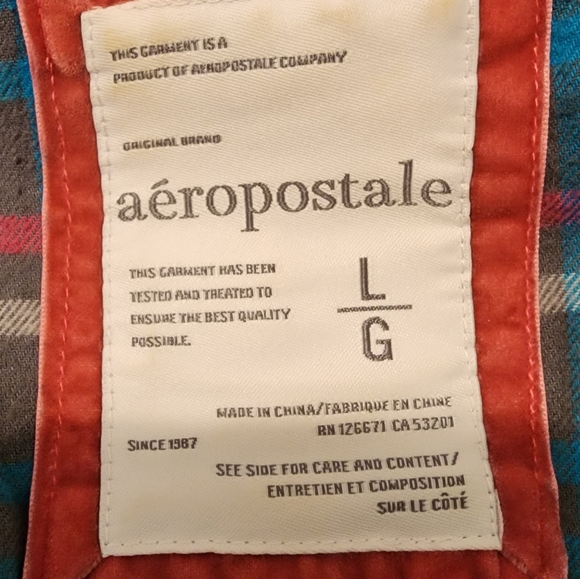 THIS GARMENT IS A
PRODUCT OF AEROPOSTALE COMPANY
ORIGINAL BRAND
aéropostale
THIS GARMENT HAS BEEN
TESTED AND TREATED TO
ENSURE THE BEST QUALITY
POSSIBLE.
L
G
MADE IN CHINA/FABRIQUE EN CHINE
RN 126671 CA 53201
SINCE 1987
SEE SIDE FOR CARE AND CONTENT/
ENTRETIEN ET COMPOSITION
SUR LE CÔTÉ